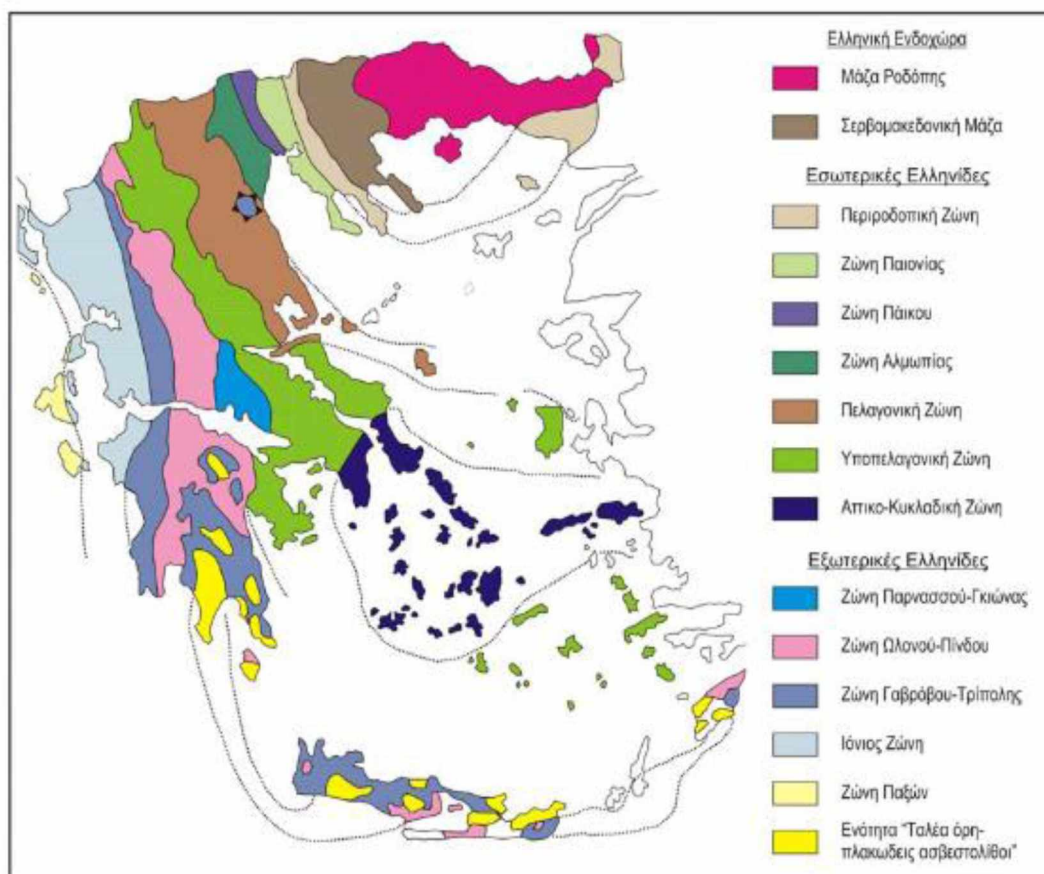 Ελληνική Ενδοχώρα
Μάζα Ροδόπης
Σερβομακεδονική Μάζα
Εσωτερικές Ελληνίδες
Περιροδοπική Ζώνη
Ζώνη Παιονίας
Ζώνη Πάικου
Ζώνη Αλμωπίας
Πελαγονική Ζώνη
Υποπελαγονική Ζώνη
Αττικο-Κυκλαδική Ζώνη
Εξωτερικές Ελληνίδες
Ζώνη Παρνασσού-Γκιώνας
Ζώνη Ωλονού-Πίνδου
Ζώνη Γαβρόβου-Τρίπολης
Ιόνιος Ζώνη
Ζώνη Παξών
Ενότητα "Ταλέα όρη-
πλακωδεις ασβεστολίθοι"